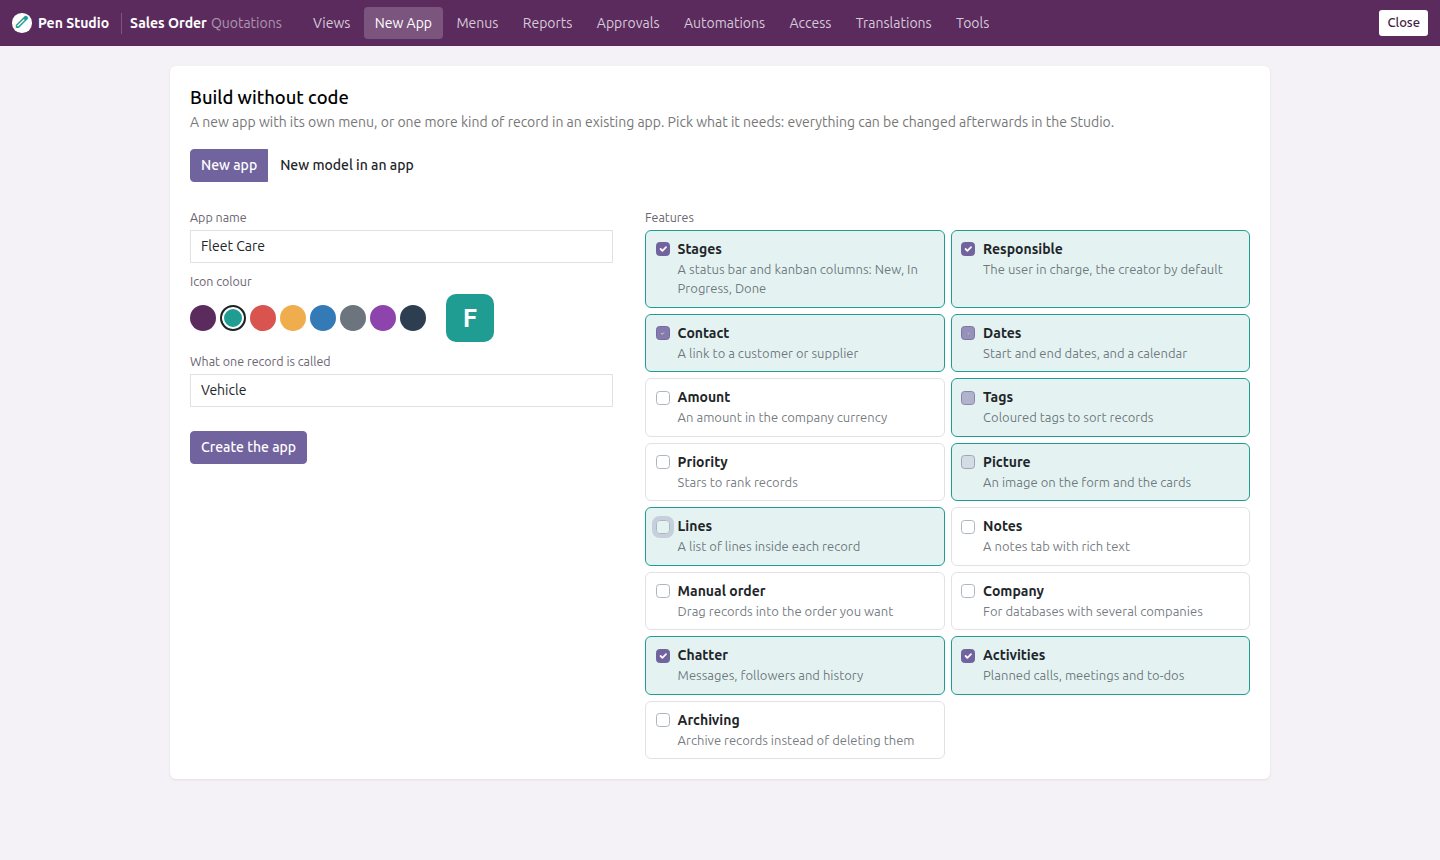 Pen Studio Sales Order Quotations Views New App Menus Reports Approvals Automations Access Translations Tools Close
Build without code
A new app with its own menu, or one more kind of record in an existing app. Pick what it needs: everything can be changed afterwards in the Studio.
New app New model in an app
App name
Fleet Care
Icon colour
F
What one record is called
Vehicle
Create the app
Features
Stages
A status bar and kanban columns: New, In
Progress, Done
Responsible
The user in charge, the creator by default
Contact
A link to a customer or supplier
Dates
Start and end dates, and a calendar
Amount
An amount in the company currency
Tags
Coloured tags to sort records
Priority
Stars to rank records
Picture
An image on the form and the cards
Lines
A list of lines inside each record
Notes
A notes tab with rich text
Manual order
Drag records into the order you want
Company
For databases with several companies
Chatter
Messages, followers and history
Activities
Planned calls, meetings and to-dos
Archiving
Archive records instead of deleting them